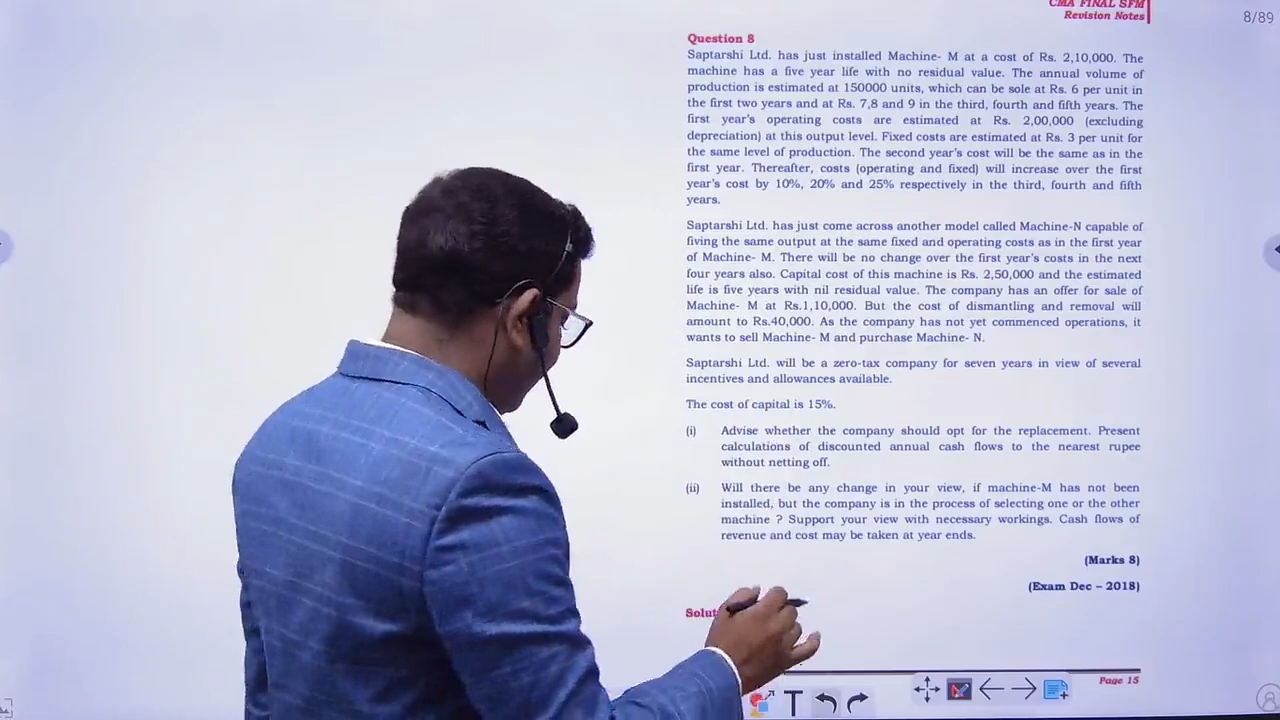 CMA FINAL SFM
Revision Notes
8/89
Question 8
Saptarshi Ltd. has just installed Machine- M at a cost of Rs. 2,10,000. The
machine has a five year life with no residual value. The annual volume of
production is estimated at 150000 units, which can be sole at Rs. 6 per unit in
the first two years and at Rs. 7,8 and 9 in the third, fourth and fifth years. The
first year's operating costs are estimated at Rs. 2,00,000 (excluding
depreciation) at this output level. Fixed costs are estimated at Rs. 3 per unit for
the same level of production. The second year's cost will be the same as in the
first year. Thereafter, costs (operating and fixed) will increase over the first
year's cost by 10%, 20% and 25% respectively in the third, fourth and fifth
years.
Saptarshi Ltd. has just come across another model called Machine-N capable of
fiving the same output at the same fixed and operating costs as in the first year
of Machine- M. There will be no change over the first year's costs in the next
four years also. Capital cost of this machine is Rs. 2,50,000 and the estimated
life is five years with nil residual value. The company has an offer for sale of
Machine- M at Rs.1,10,000. But the cost of dismantling and removal will
amount to Rs.40,000. As the company has not yet commenced operations, it
wants to sell Machine- M and purchase Machine- N.
Saptarshi Ltd. will be a zero-tax company for seven years in view of several
incentives and allowances available.
The cost of capital is 15%.
(i) Advise whether the company should opt for the replacement. Present
calculations of discounted annual cash flows to the nearest rupee
without netting off.
(ii) Will there be any change in your view, if machine-M has not been
installed, but the company is in the process of selecting one or the other
machine ? Support your view with necessary workings. Cash flows of
revenue and cost may be taken at year ends.
(Marks 8)
(Exam Dec – 2018)
Solut
Page 15
T